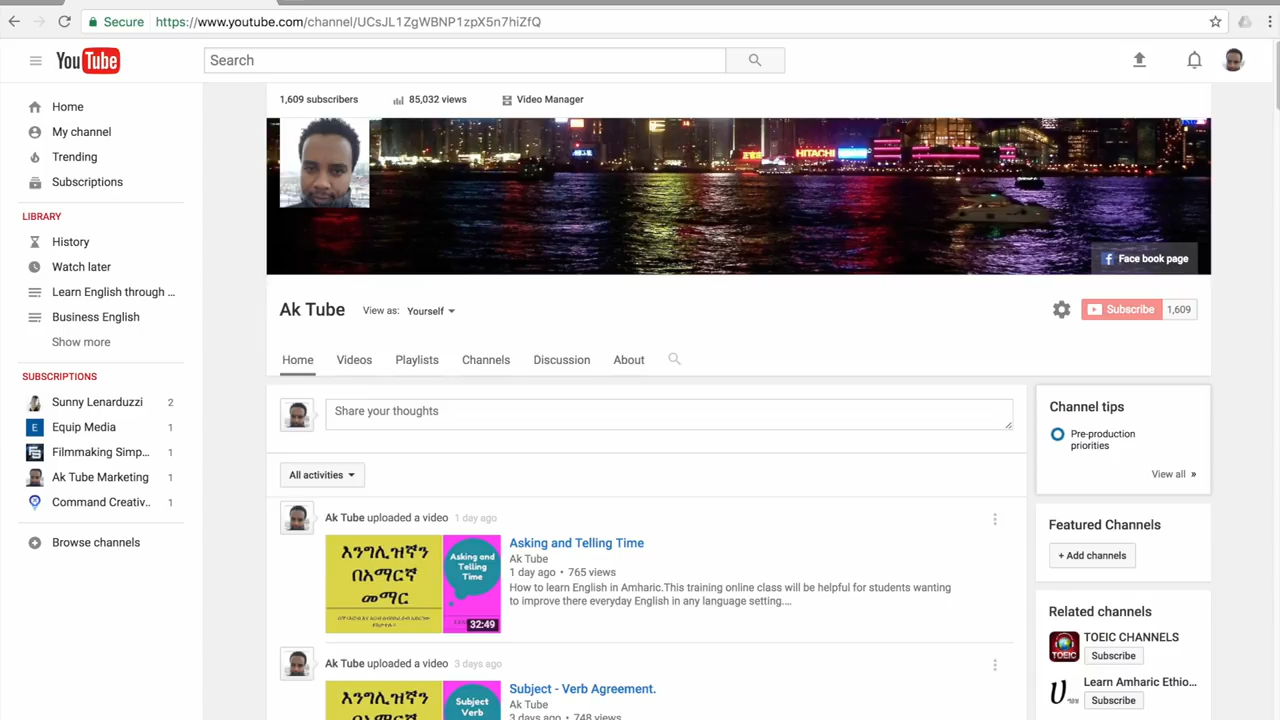 Secure https://www.youtube.com/channel/UCsJL1ZgWBNP1zpX5n7hiZfQ
YouTube
Search
Home
My channel
Trending
Subscriptions
LIBRARY
History
Watch later
Learn English through ...
Business English
Show more
SUBSCRIPTIONS
Sunny Lenarduzzi 2
Equip Media 1
Filmmaking Simp... 1
Ak Tube Marketing 1
Command Creativ.. 1
Browse channels
1,609 subscribers 85,032 views Video Manager
HITACHI
Face book page
Ak Tube View as: Yourself
Subscribe 1,609
Home Videos Playlists Channels Discussion About
Share your thoughts
All activities
Ak Tube uploaded a video 1 day ago
እንግሊዝኛን
በአማርኛ
መማር
Asking and
Telling
Time
32:49
Asking and Telling Time
Ak Tube
1 day ago • 765 views
How to learn English in Amharic.This training online class will be helpful for students wanting
to improve there everyday English in any language setting....
Ak Tube uploaded a video 3 days ago
እንግሊዝኛን
Subject
Verb
Subject - Verb Agreement.
Ak Tube
3 days ago • 748 views
Channel tips
Pre-production
priorities
View all »
Featured Channels
+ Add channels
Related channels
TOEIC
TOEIC CHANNELS
Subscribe
Learn Amharic Ethio...
Subscribe